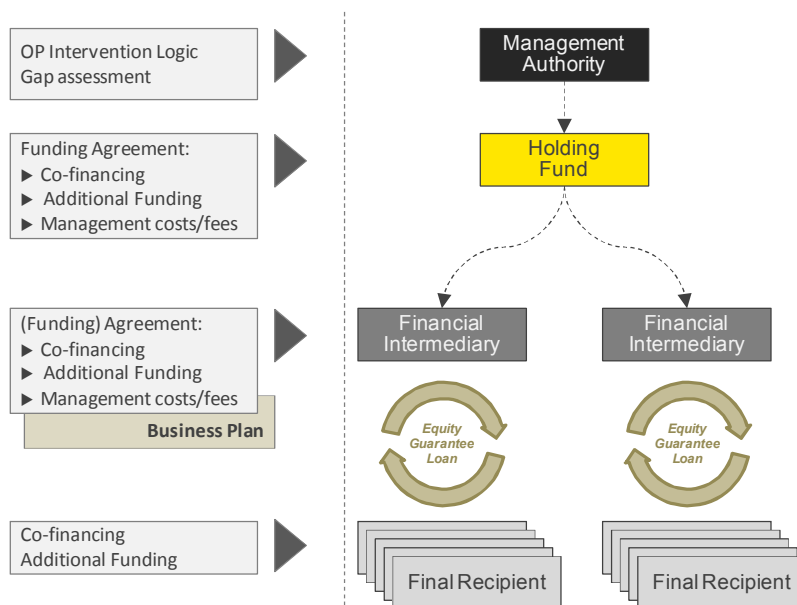 OP Intervention Logic
Gap assessment
Management
Authority
Funding Agreement:
▶ Co-financing
▶ Additional Funding
▶ Management costs/fees
Holding
Fund
(Funding) Agreement:
▶ Co-financing
▶ Additional Funding
▶ Management costs/fees
Business Plan
Financial
Intermediary
Financial
Intermediary
Equity
Guarantee
Loan
Equity
Guarantee
Loan
Co-financing
Additional Funding
Final Recipient
Final Recipient